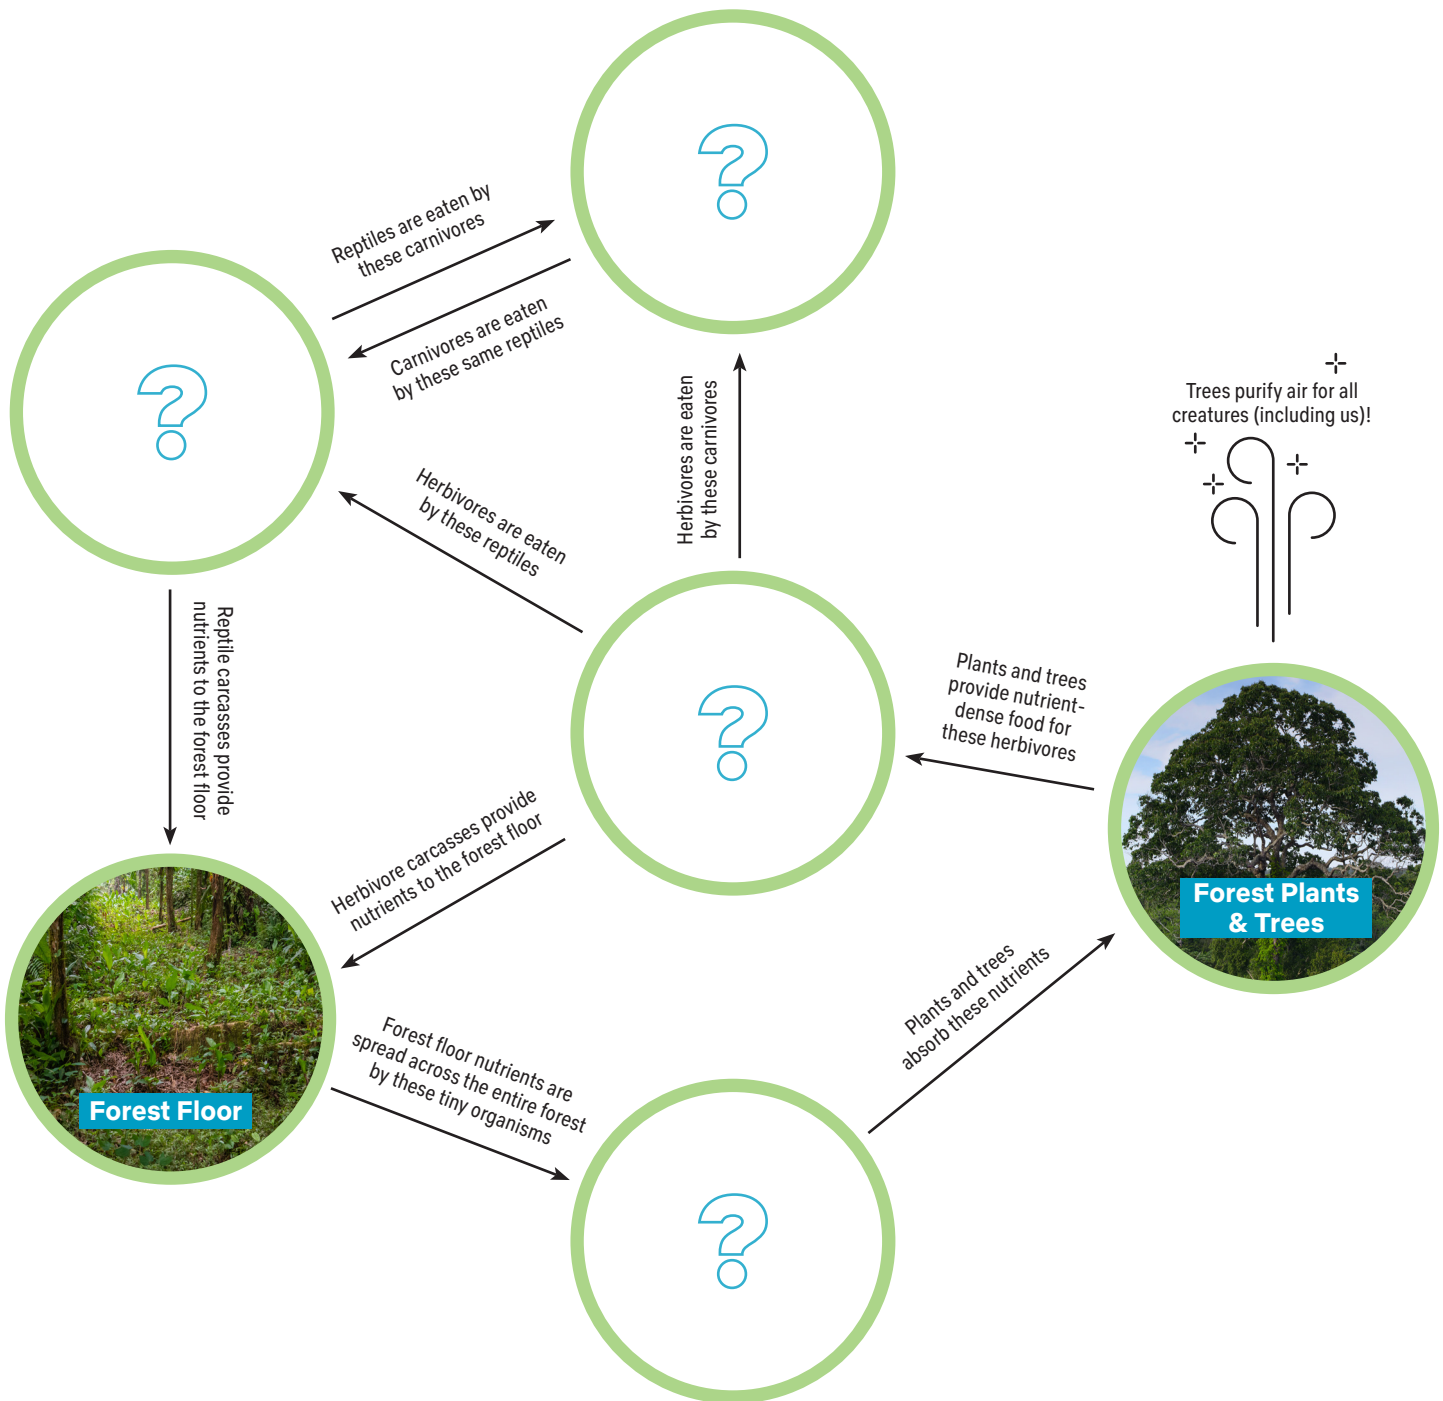 ?
Reptiles are eaten by
these carnivores
Carnivores are eaten
by these same reptiles
?
Herbivores are eaten
by these carnivores
Trees purify air for all
creatures (including us)!
Herbivores are eaten
by these reptiles
Reptile carcasses provide
nutrients to the forest floor
?
Plants and trees
provide nutrient-
dense food for
these herbivores
Forest Plants
& Trees
Herbivore carcasses provide
nutrients to the forest floor
Forest Floor
Forest floor nutrients are
spread across the entire forest
by these tiny organisms
Plants and trees
absorb these nutrients
?